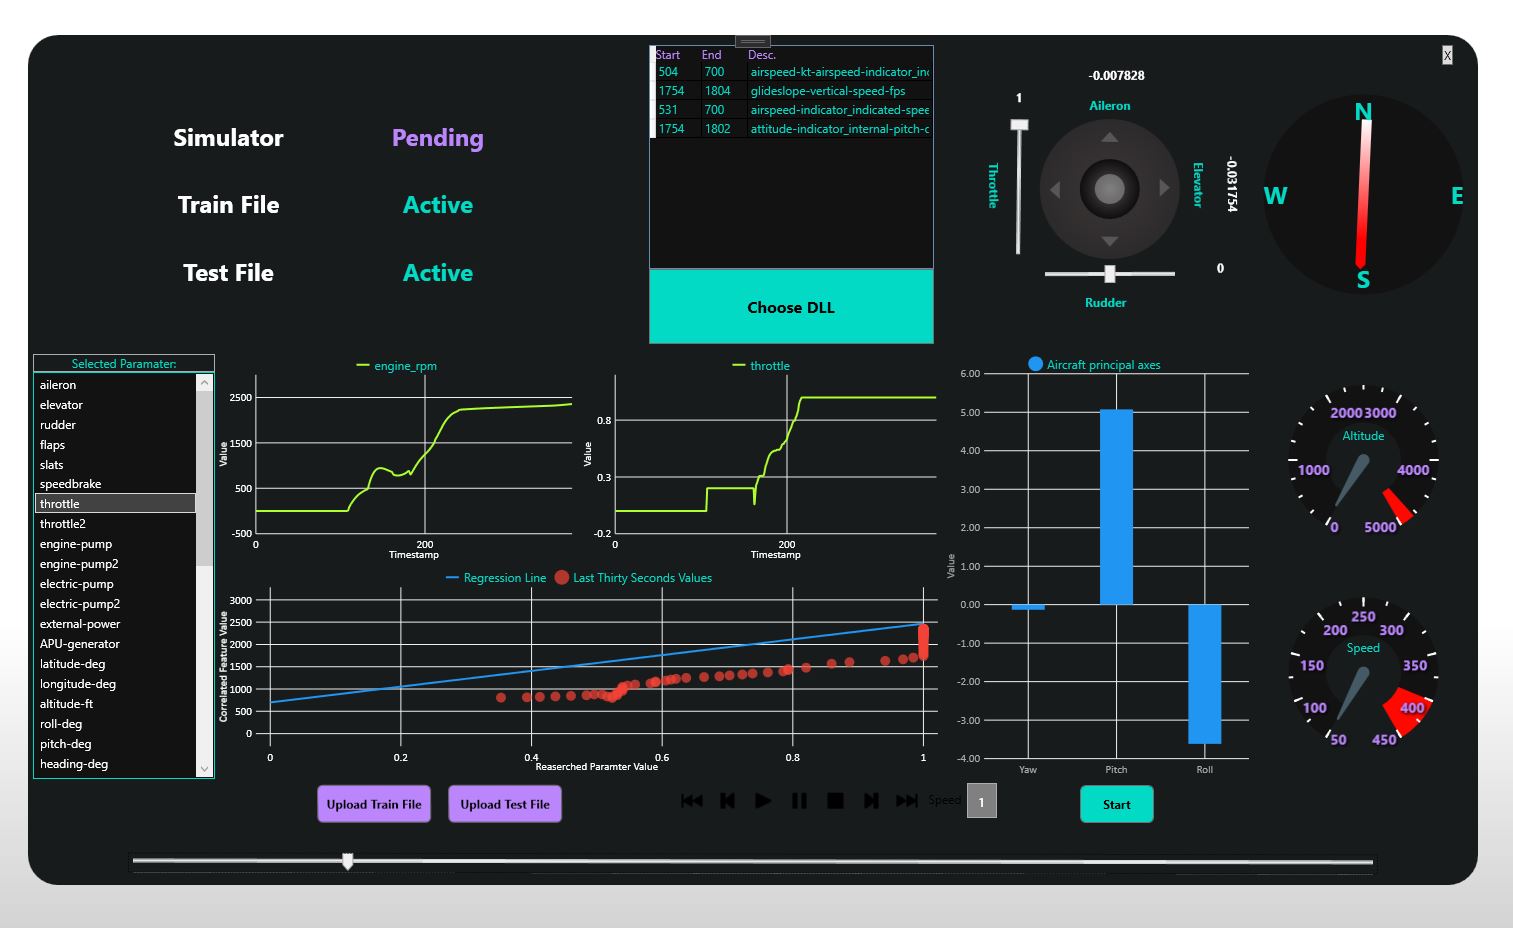 X
Start End Desc.
504 700 airspeed-kt-airspeed-indicator_inc
1754 1804 glideslope-vertical-speed-fps
531 700 airspeed-indicator_indicated-spee
1754 1802 attitude-indicator_internal-pitch-c
Choose DLL
Simulator Pending
Train File Active
Test File Active
-0.007828
Aileron
1
Throttle
Elevator
-0.031754
0
Rudder
N
W E
S
Selected Paramater:
aileron
elevator
rudder
flaps
slats
speedbrake
throttle
throttle2
engine-pump
engine-pump2
electric-pump
electric-pump2
external-power
APU-generator
latitude-deg
longitude-deg
altitude-ft
roll-deg
pitch-deg
heading-deg
engine_rpm
2500
1500
500
-500
Value
0 200
Timestamp
throttle
0.8
0.3
-0.2
Value
0 200
Timestamp
Regression Line Last Thirty Seconds Values
3000
2500
2000
1500
1000
500
0
Correlated Feature Value
0 0.2 0.4 0.6 0.8 1
Reaserched Paramter Value
Aircraft principal axes
6.00
5.00
4.00
3.00
2.00
1.00
0.00
-1.00
-2.00
-3.00
-4.00
Value
Yaw Pitch Roll
2000 3000
Altitude
1000 4000
0 5000
250
200 300
Speed
150 350
100 400
50 450
Upload Train File Upload Test File
Speed 1
Start